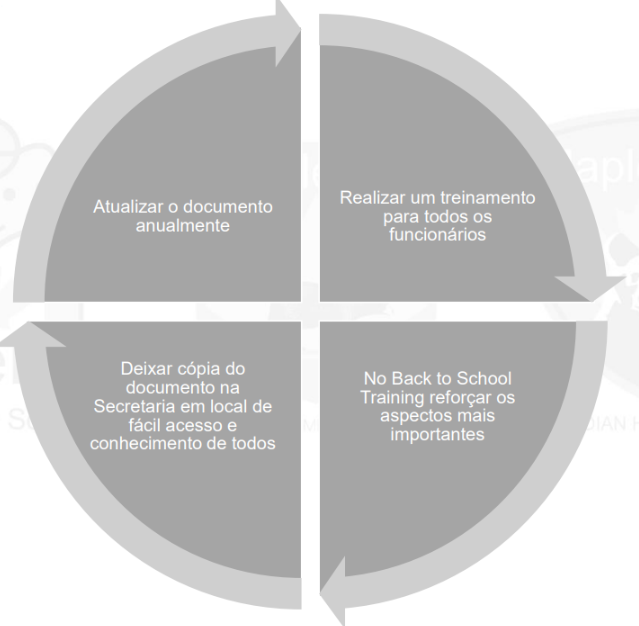 Atualizar o documento
anualmente
Realizar um treinamento
para todos os
funcionários
Deixar cópia do
documento na
Secretaria em local de
fácil acesso e
conhecimento de todos
No Back to School
Training reforçar os
aspectos mais
importantes